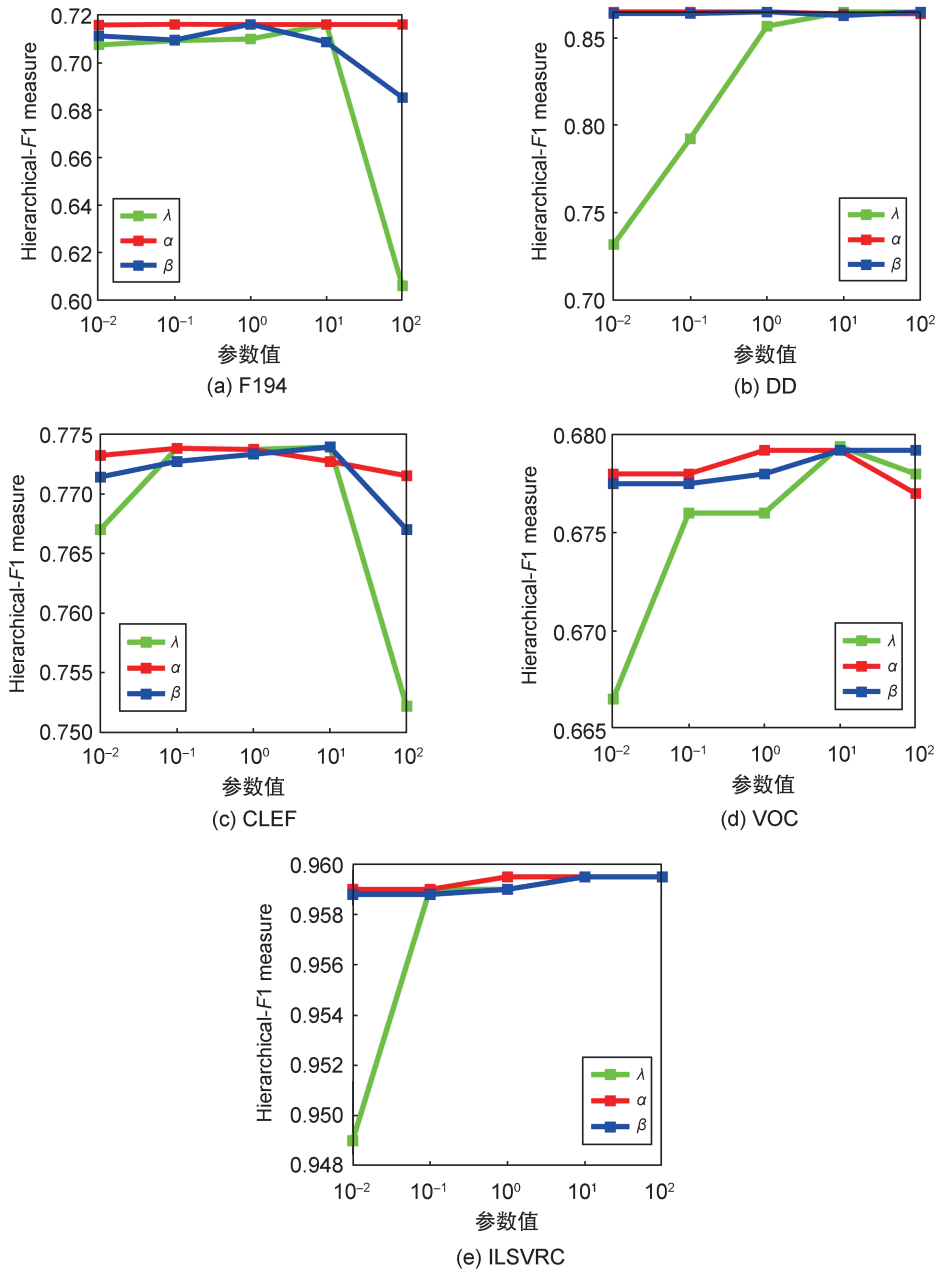 0.72
0.70
0.68
0.66
0.64
0.62
0.60
Hierarchical-F1 measure
λ
α
β
10⁻² 10⁻¹ 10⁰ 10¹ 10²
参数值
(a) F194
0.85
0.80
0.75
0.70
Hierarchical-F1 measure
λ
α
β
10⁻² 10⁻¹ 10⁰ 10¹ 10²
参数值
(b) DD
0.775
0.770
0.765
0.760
0.755
0.750
Hierarchical-F1 measure
λ
α
β
10⁻² 10⁻¹ 10⁰ 10¹ 10²
参数值
(c) CLEF
0.680
0.675
0.670
0.665
Hierarchical-F1 measure
λ
α
β
10⁻² 10⁻¹ 10⁰ 10¹ 10²
参数值
(d) VOC
0.960
0.958
0.956
0.954
0.952
0.950
0.948
Hierarchical-F1 measure
λ
α
β
10⁻² 10⁻¹ 10⁰ 10¹ 10²
参数值
(e) ILSVRC